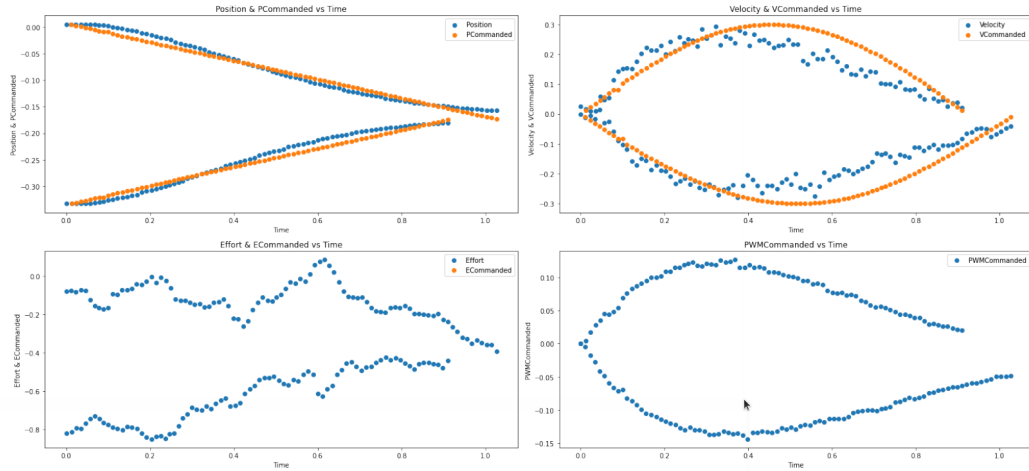 Position & PCommanded vs Time
Position
PCommanded
Position & PCommanded
0.00
−0.05
−0.10
−0.15
−0.20
−0.25
−0.30
0.0 0.2 0.4 0.6 0.8 1.0
Time
Velocity & VCommanded vs Time
Velocity
VCommanded
Velocity & VCommanded
0.3
0.2
0.1
0.0
−0.1
−0.2
−0.3
0.0 0.2 0.4 0.6 0.8 1.0
Time
Effort & ECommanded vs Time
Effort
ECommanded
Effort & ECommanded
0.0
−0.2
−0.4
−0.6
−0.8
0.0 0.2 0.4 0.6 0.8 1.0
Time
PWMCommanded vs Time
PWMCommanded
PWMCommanded
0.10
0.05
0.00
−0.05
−0.10
−0.15
0.0 0.2 0.4 0.6 0.8 1.0
Time